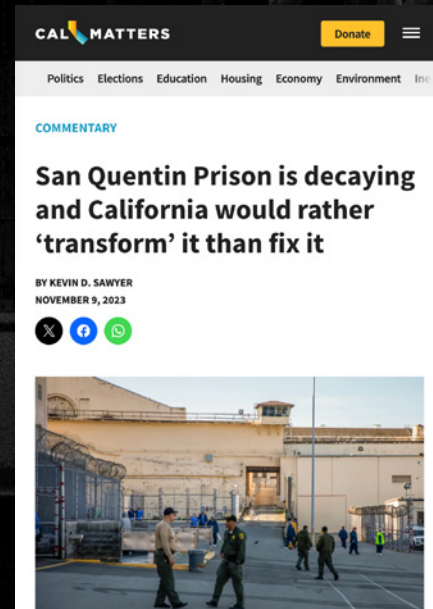 CAL MATTERS
Donate
Politics Elections Education Housing Economy Environment
COMMENTARY
San Quentin Prison is decaying
and California would rather
‘transform’ it than fix it
BY KEVIN D. SAWYER
NOVEMBER 9, 2023